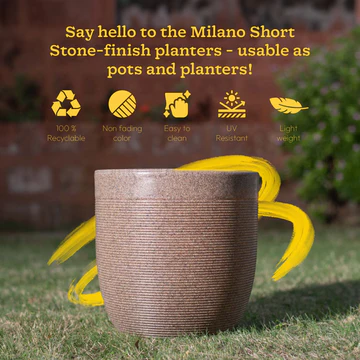 Say hello to the Milano Short
Stone-finish planters - usable as
pots and planters!
100 %
Recyclable
Non fading
color
Easy to
clean
UV
Resistant
Light
weight